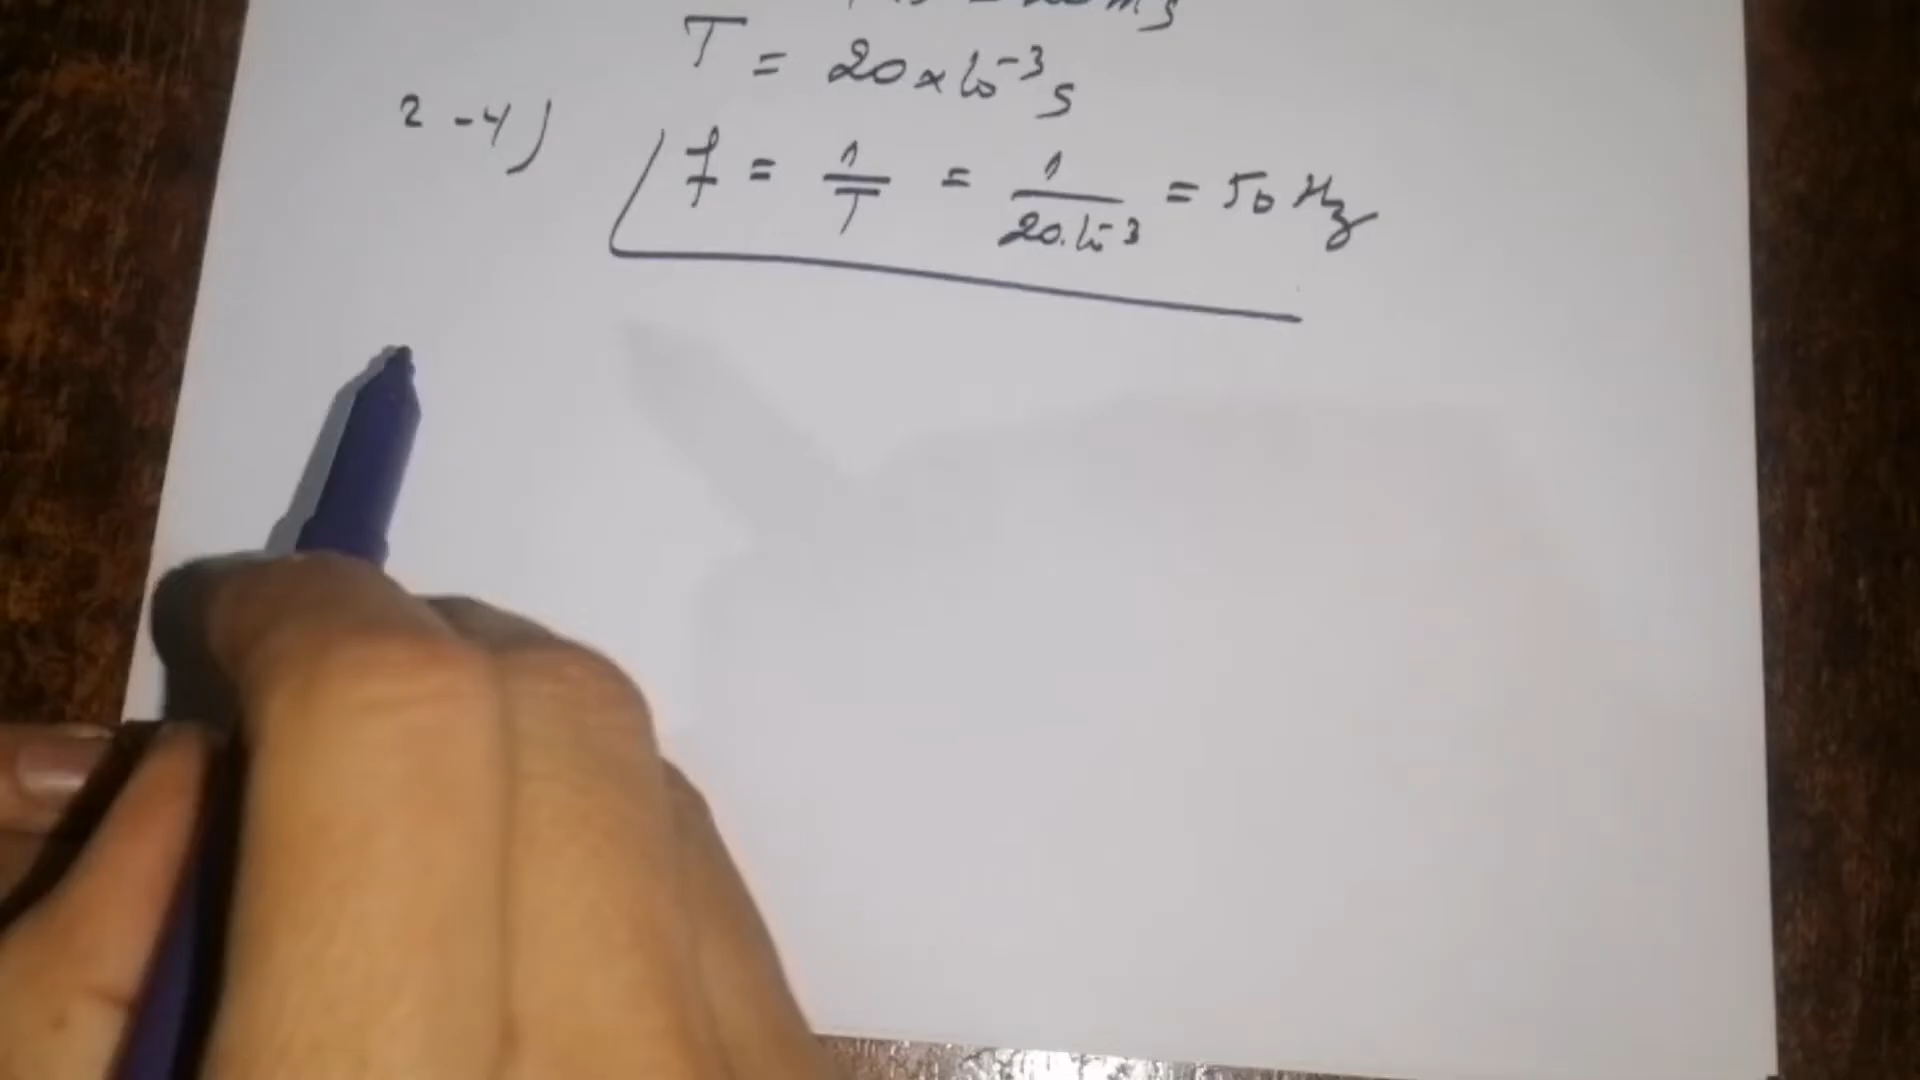 T = 20 × 10⁻³ s
2-4) f = 1/T = 1/20.10⁻³ = 50 Hz